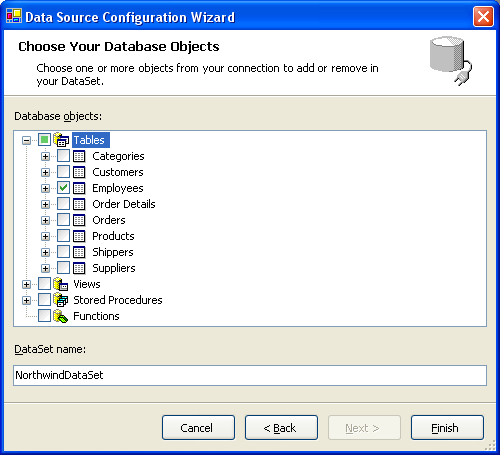 Data Source Configuration Wizard
Choose Your Database Objects
Choose one or more objects from your connection to add or remove in
your DataSet.
Database objects:
Tables
Categories
Customers
Employees
Order Details
Orders
Products
Shippers
Suppliers
Views
Stored Procedures
Functions
DataSet name:
NorthwindDataSet
Cancel
< Back
Next >
Finish